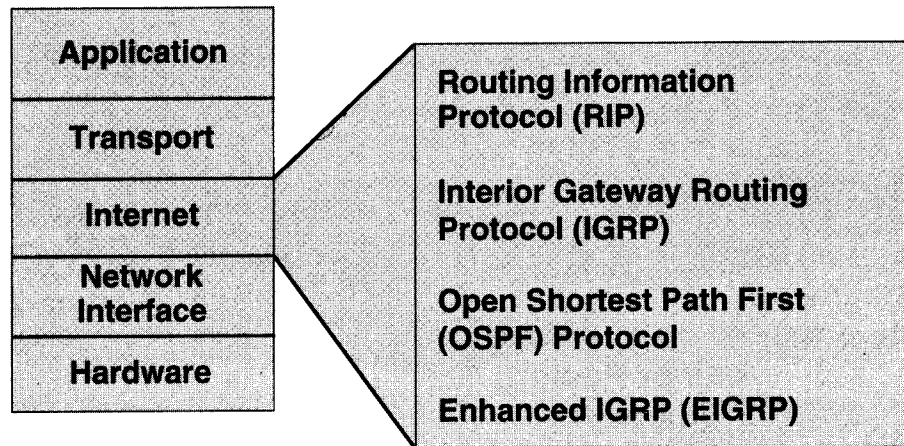 Application
Transport
Internet
Network
Interface
Hardware
Routing Information
Protocol (RIP)
Interior Gateway Routing
Protocol (IGRP)
Open Shortest Path First
(OSPF) Protocol
Enhanced IGRP (EIGRP)